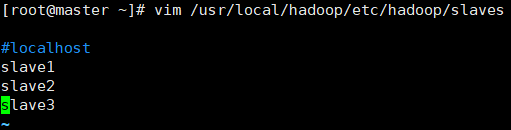 [root@master ~]# vim /usr/local/hadoop/etc/hadoop/slaves
#localhost
slave1
slave2
slave3
~